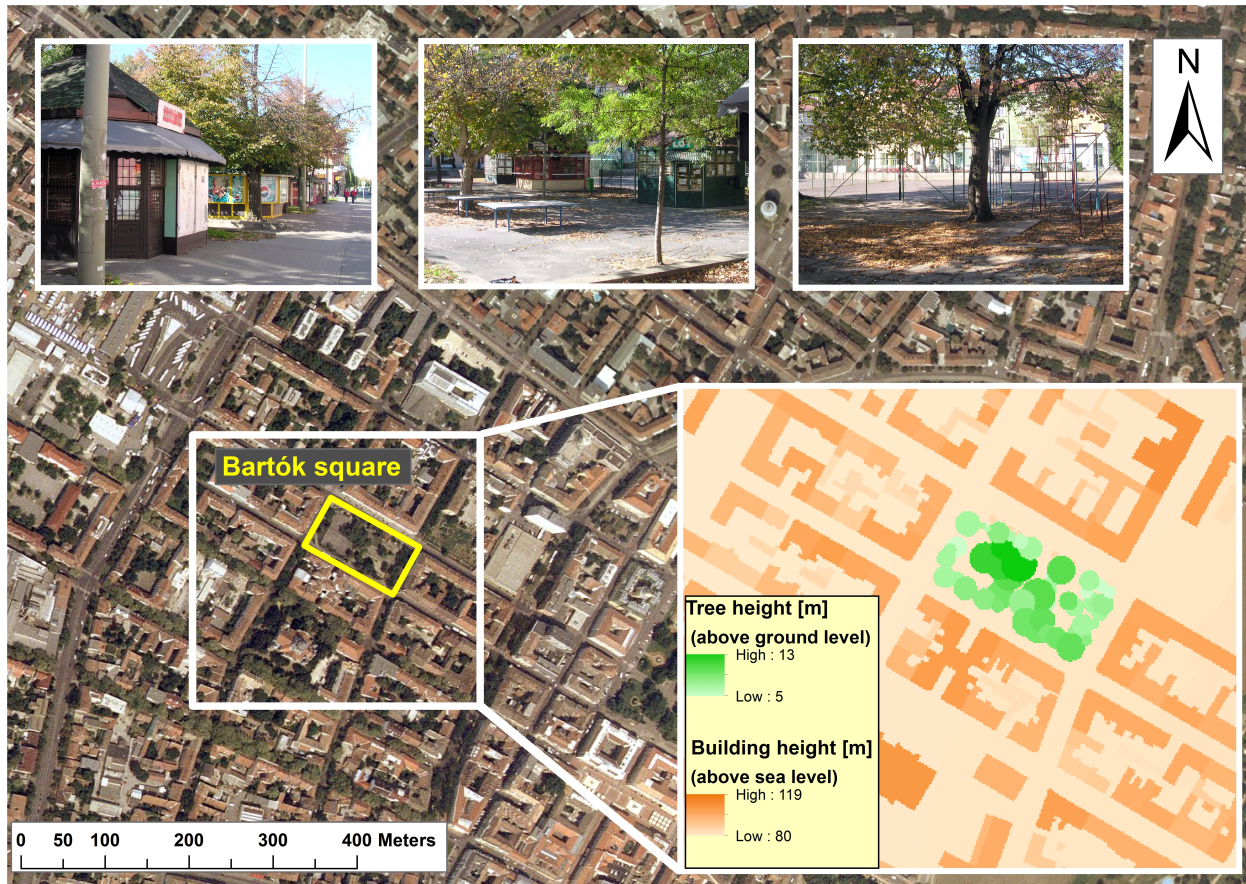 N
Bartók square
Tree height [m]
(above ground level)
High : 13
Low : 5
Building height [m]
(above sea level)
High : 119
Low : 80
0 50 100 200 300 400 Meters